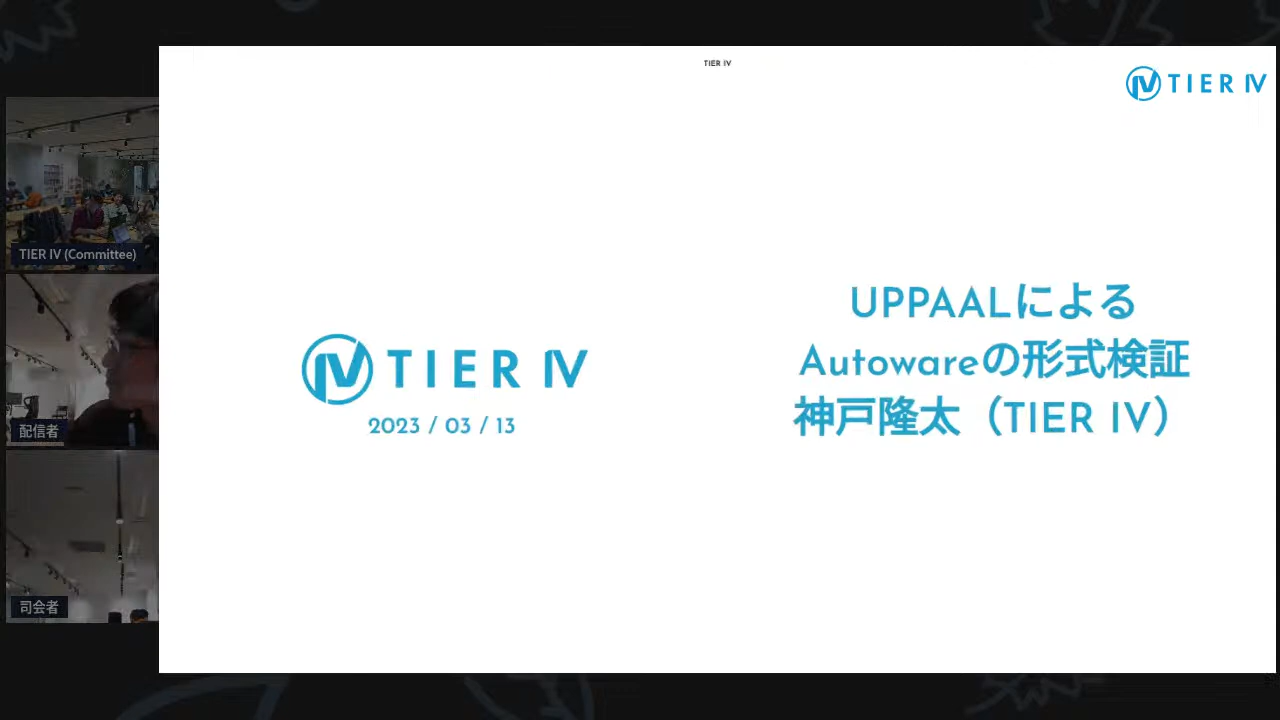 TIER IV
TIER IV
TIER IV (Committee)
配信者
司会者
TIER IV
2023 / 03 / 13
UPPAALによる
Autowareの形式検証
神戸隆太（TIER IV）